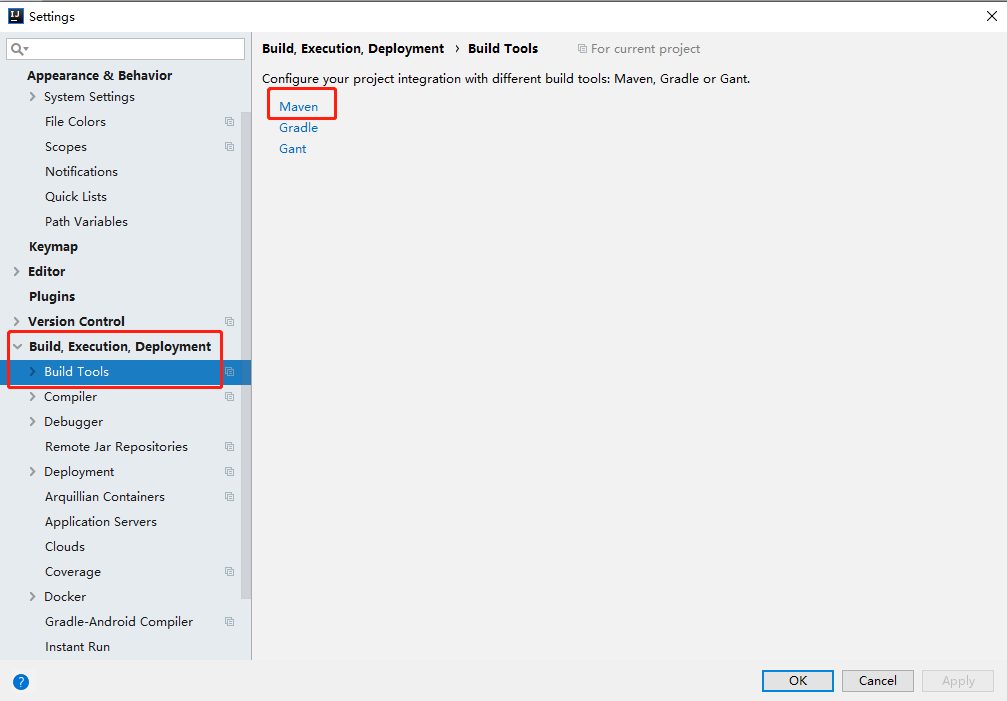 Settings
Appearance & Behavior
System Settings
File Colors
Scopes
Notifications
Quick Lists
Path Variables
Keymap
Editor
Plugins
Version Control
Build, Execution, Deployment
Build Tools
Compiler
Debugger
Remote Jar Repositories
Deployment
Arquillian Containers
Application Servers
Clouds
Coverage
Docker
Gradle-Android Compiler
Instant Run
Build, Execution, Deployment › Build Tools For current project
Configure your project integration with different build tools: Maven, Gradle or Gant.
Maven
Gradle
Gant
? OK Cancel Apply